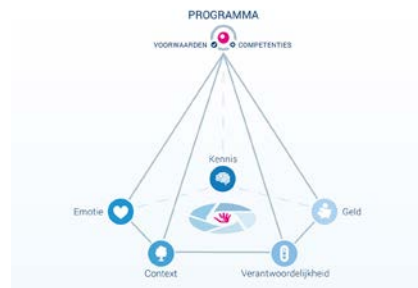 PROGRAMMA
VOORWAARDEN COMPETENTIES
Kennis
Emotie
Geld
Context
Verantwoordelijkheid